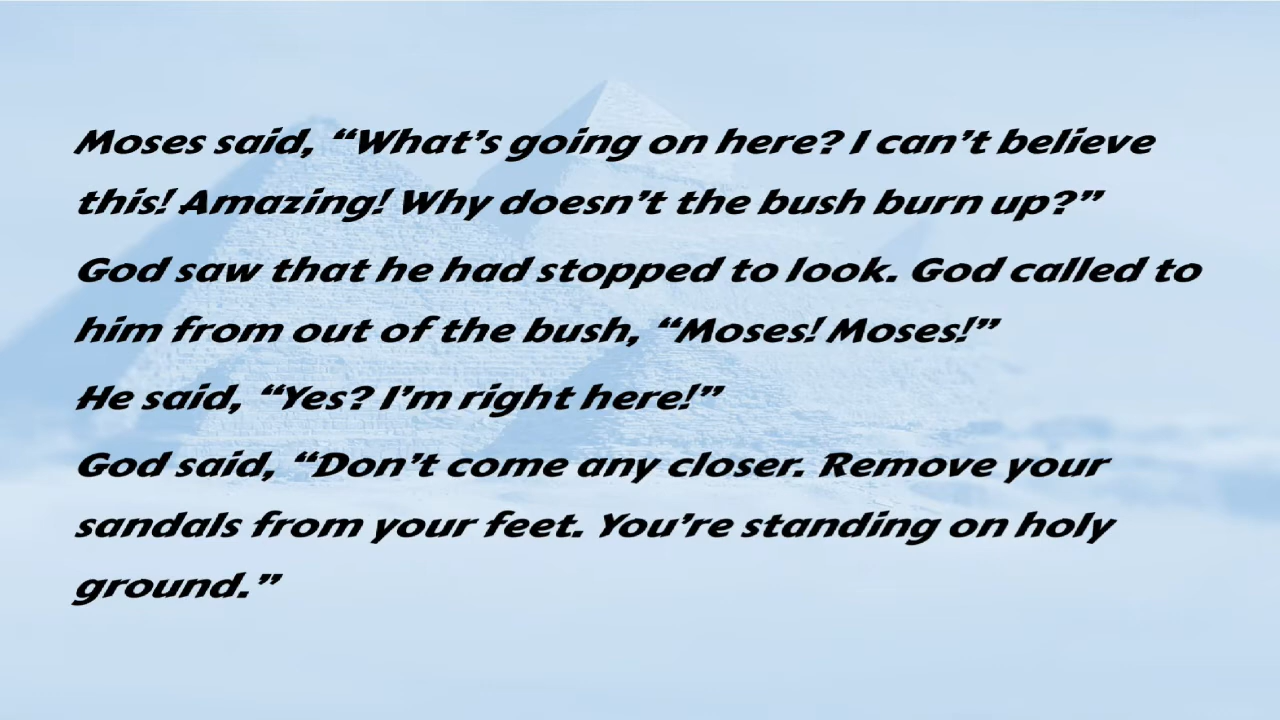 Moses said, “What’s going on here? I can’t believe
this! Amazing! Why doesn’t the bush burn up?”
God saw that he had stopped to look. God called to
him from out of the bush, “Moses! Moses!”
He said, “Yes? I’m right here!”
God said, “Don’t come any closer. Remove your
sandals from your feet. You’re standing on holy
ground.”